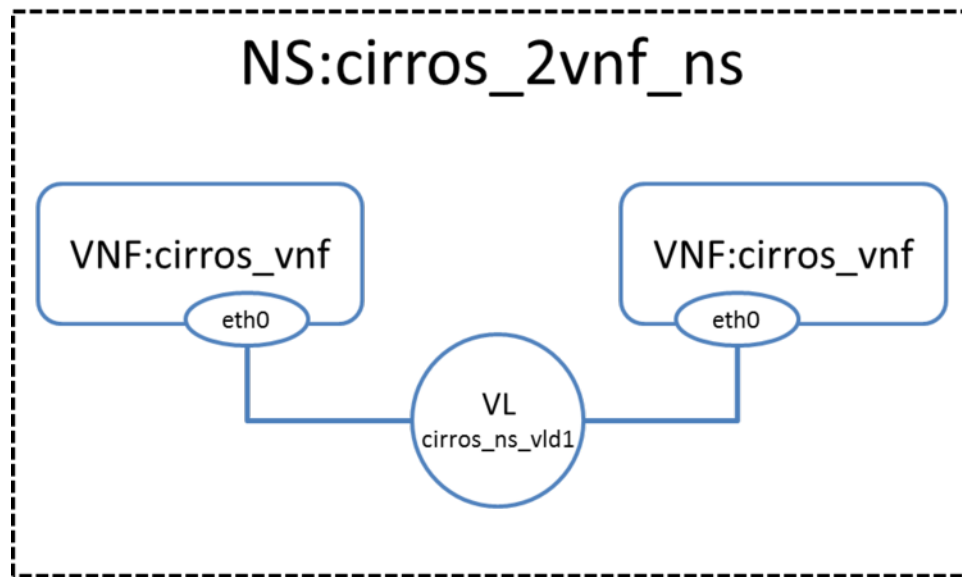 NS:cirros_2vnf_ns
VNF:cirros_vnf
eth0
VNF:cirros_vnf
eth0
VL
cirros_ns_vld1